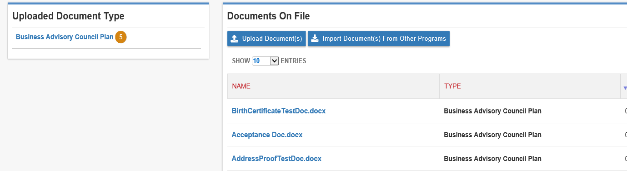 Uploaded Document Type
Business Advisory Council Plan 5
Documents On File
Upload Document(s) Import Document(s) From Other Programs
SHOW 10 ENTRIES
NAME TYPE
BirthCertificateTestDoc.docx Business Advisory Council Plan
Acceptance Doc.docx Business Advisory Council Plan
AddressProofTestDoc.docx Business Advisory Council Plan